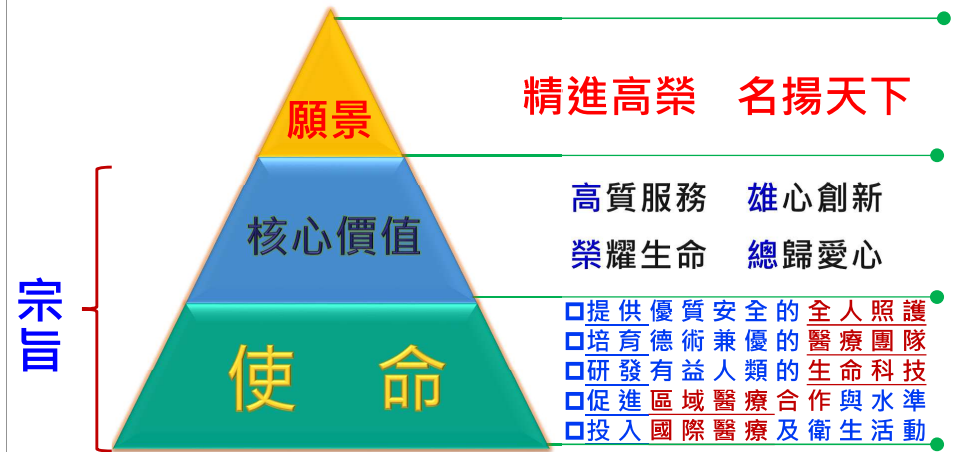 願景
精進高榮 名揚天下
宗旨
核心價值
高質服務 雄心創新
榮耀生命 總歸愛心
使命
提供優質安全的全人照護
培育德術兼優的醫療團隊
研發有益人類的生命科技
促進區域醫療合作與水準
投入國際醫療及衛生活動